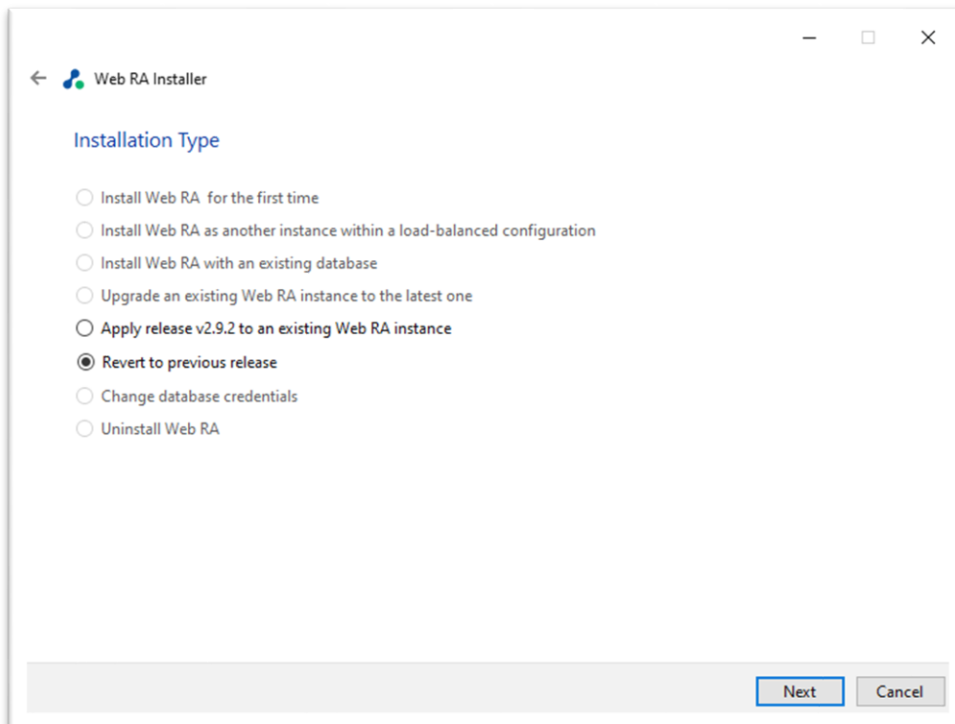 Web RA Installer
Installation Type
Install Web RA  for the first time
Install Web RA as another instance within a load-balanced configuration
Install Web RA with an existing database
Upgrade an existing Web RA instance to the latest one
Apply release v2.9.2 to an existing Web RA instance
Revert to previous release
Change database credentials
Uninstall Web RA
Next Cancel